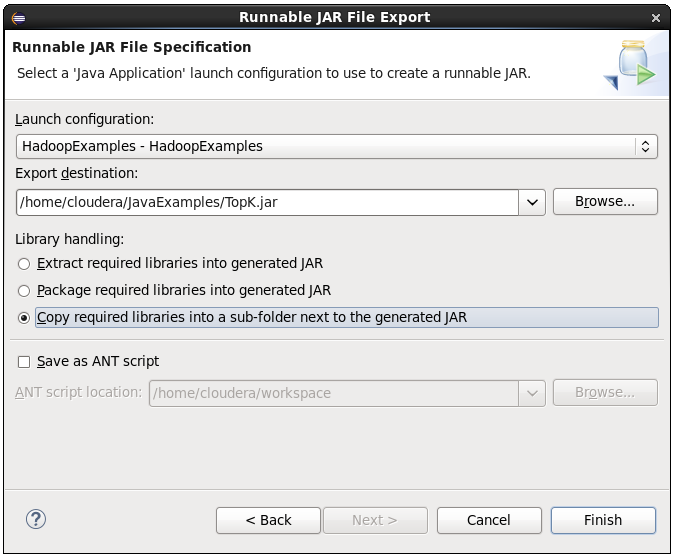 Runnable JAR File Export
Runnable JAR File Specification
Select a 'Java Application' launch configuration to use to create a runnable JAR.
Launch configuration:
HadoopExamples - HadoopExamples
Export destination:
/home/cloudera/JavaExamples/TopK.jar
Browse...
Library handling:
Extract required libraries into generated JAR
Package required libraries into generated JAR
Copy required libraries into a sub-folder next to the generated JAR
Save as ANT script
ANT script location:
/home/cloudera/workspace
Browse...
?
< Back
Next >
Cancel
Finish